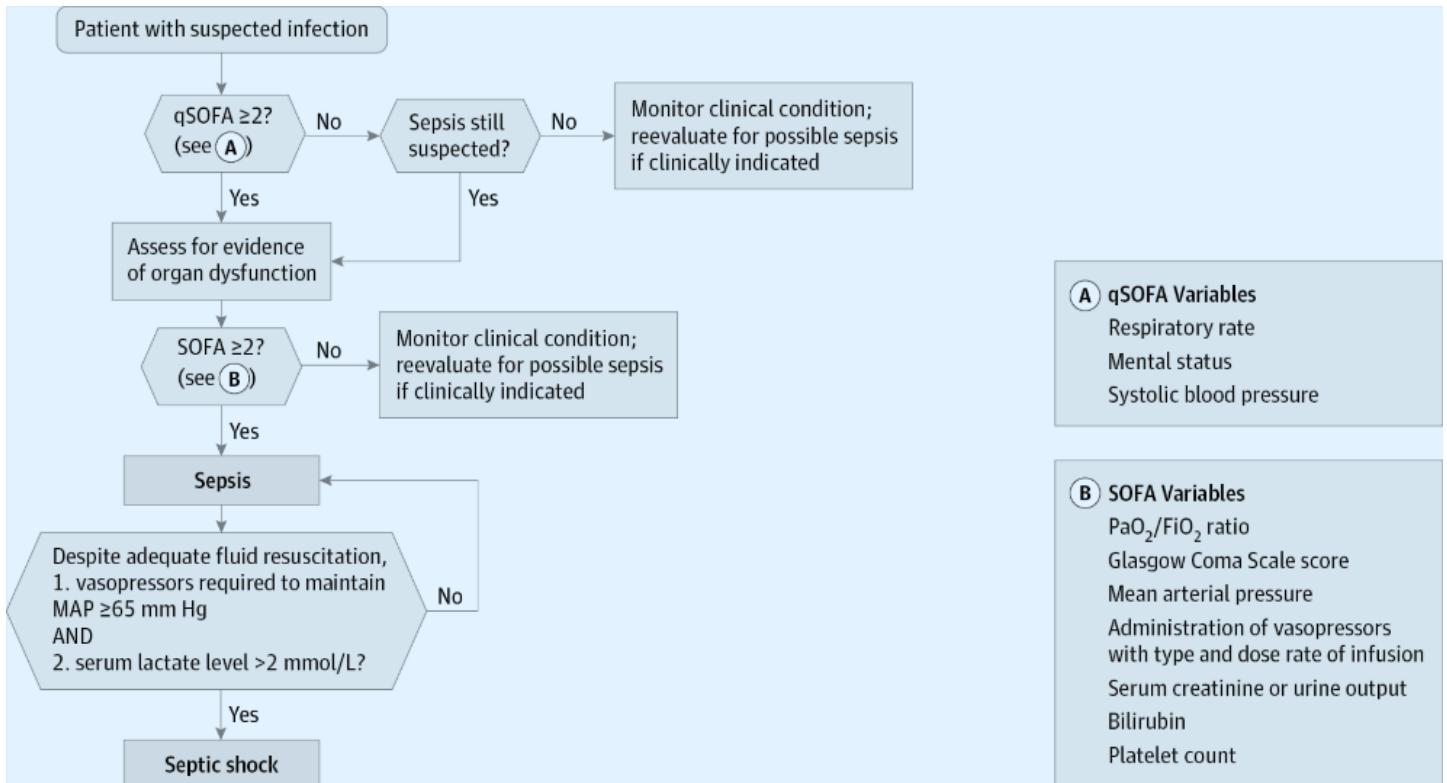 Patient with suspected infection
qSOFA ≥2?
(see A)
No
Sepsis still
suspected?
No
Monitor clinical condition;
reevaluate for possible sepsis
if clinically indicated
Yes
Yes
Assess for evidence
of organ dysfunction
SOFA ≥2?
(see B)
No
Monitor clinical condition;
reevaluate for possible sepsis
if clinically indicated
Yes
Sepsis
Despite adequate fluid resuscitation,
1. vasopressors required to maintain
MAP ≥65 mm Hg
AND
2. serum lactate level >2 mmol/L?
No
Yes
Septic shock
A qSOFA Variables
Respiratory rate
Mental status
Systolic blood pressure
B SOFA Variables
PaO₂/FiO₂ ratio
Glasgow Coma Scale score
Mean arterial pressure
Administration of vasopressors
with type and dose rate of infusion
Serum creatinine or urine output
Bilirubin
Platelet count